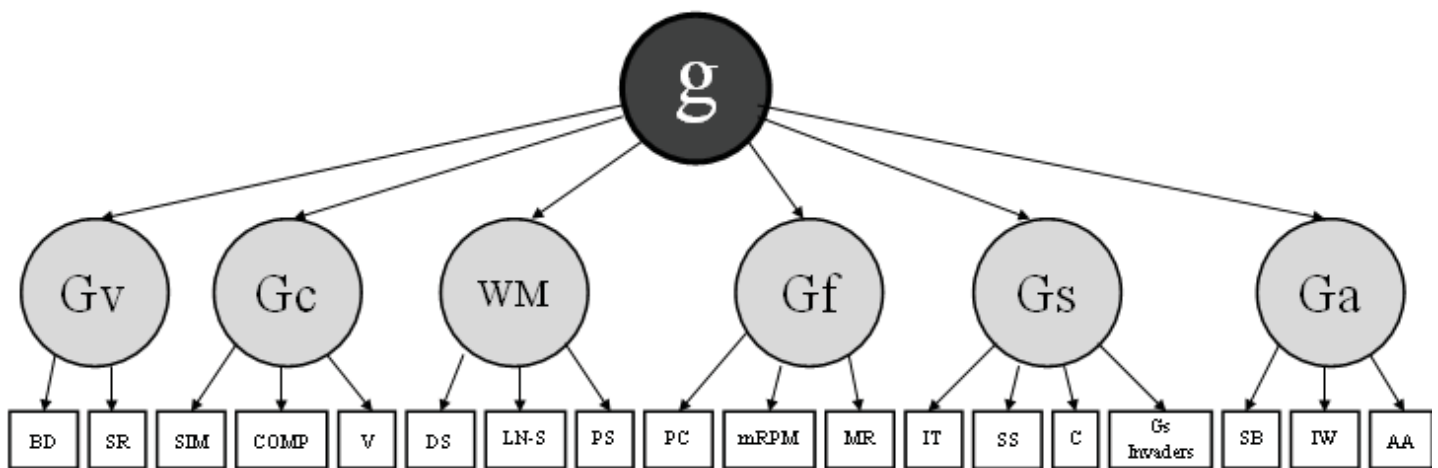 g
Gv
Gc
WM
Gf
Gs
Ga
BD
SR
SIM
COMP
V
DS
LN-S
PS
PC
mRPM
MR
IT
SS
C
Gs
Invaders
SB
IW
AA